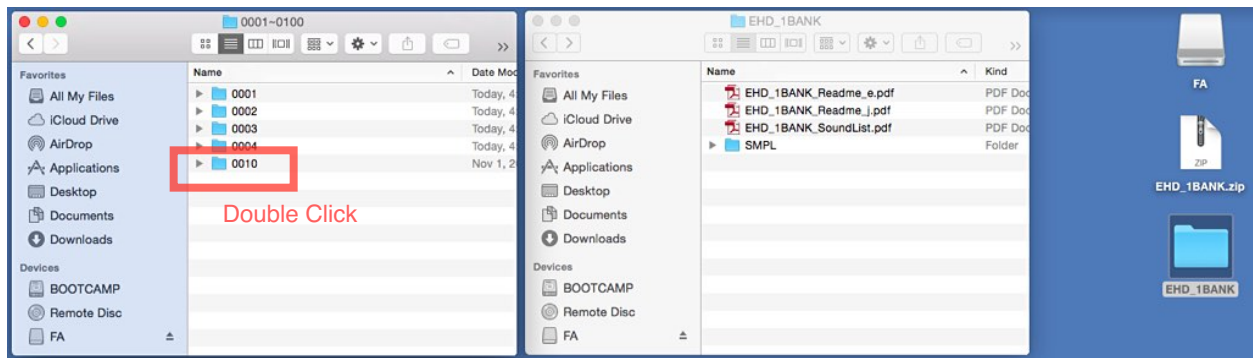 0001~0100
Favorites
All My Files
iCloud Drive
AirDrop
Applications
Desktop
Documents
Downloads
Devices
BOOTCAMP
Remote Disc
FA
Name
Date Mod
0001
Today, 4:
0002
Today, 4:
0003
Today, 4:
0004
Today, 4
0010
Nov 1, 2
Double Click
EHD_1BANK
Favorites
All My Files
iCloud Drive
AirDrop
Applications
Desktop
Documents
Downloads
Devices
BOOTCAMP
Remote Disc
FA
Name
Kind
EHD_1BANK_Readme_e.pdf
PDF Doc
EHD_1BANK_Readme_j.pdf
PDF Doc
EHD_1BANK_SoundList.pdf
PDF Doc
SMPL
Folder
FA
ZIP
EHD_1BANK.zip
EHD_1BANK